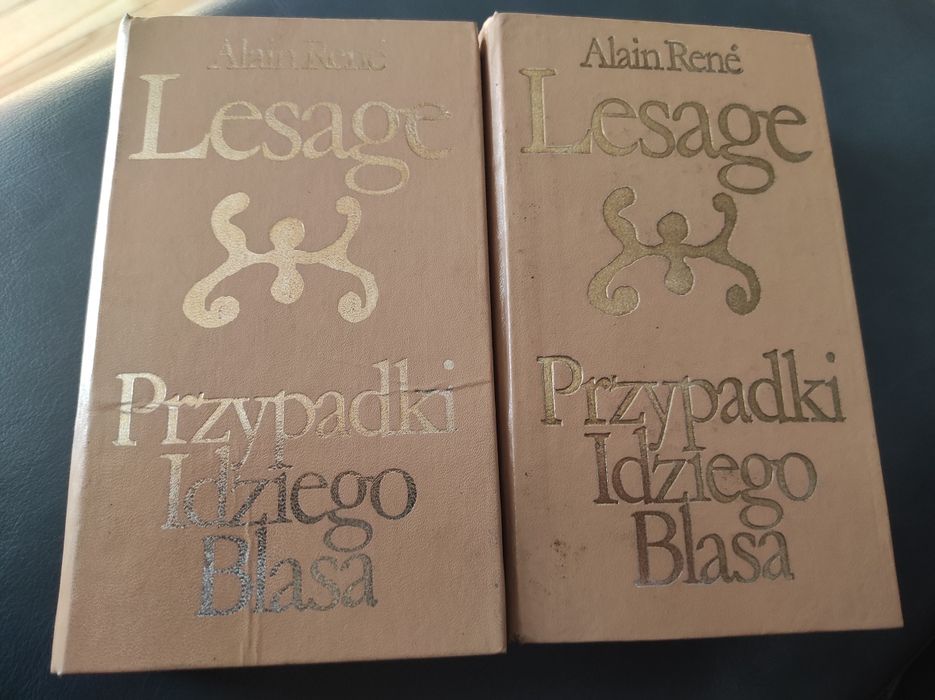 Alain René
Lesage
Przypadki
Idziego
Blasa
Alain René
Lesage
Przypadki
Idziego
Blasa